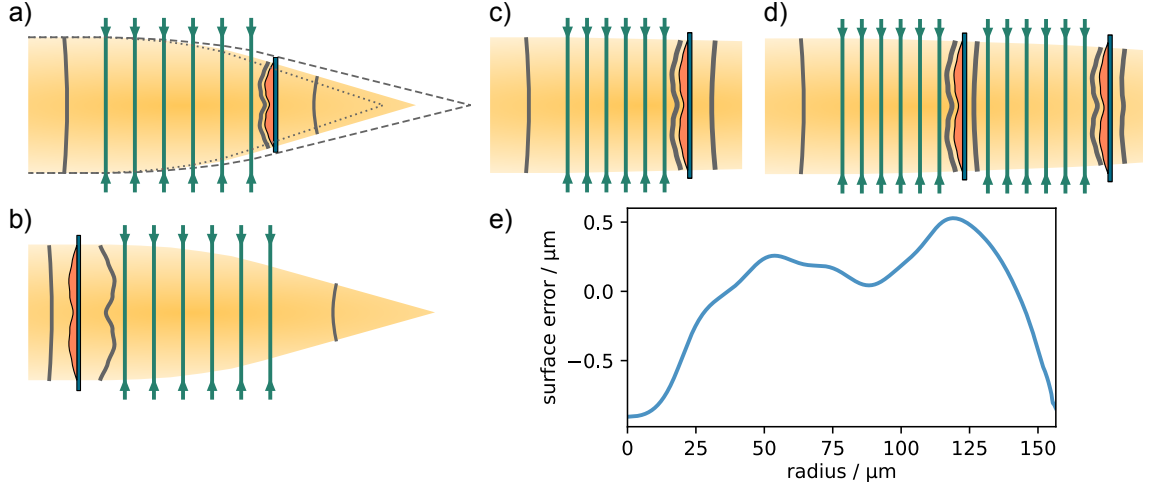 a)
c)
d)
b)
e)
0.5
0.0
−0.5
surface error / μm
0 25 50 75 100 125 150
radius / μm